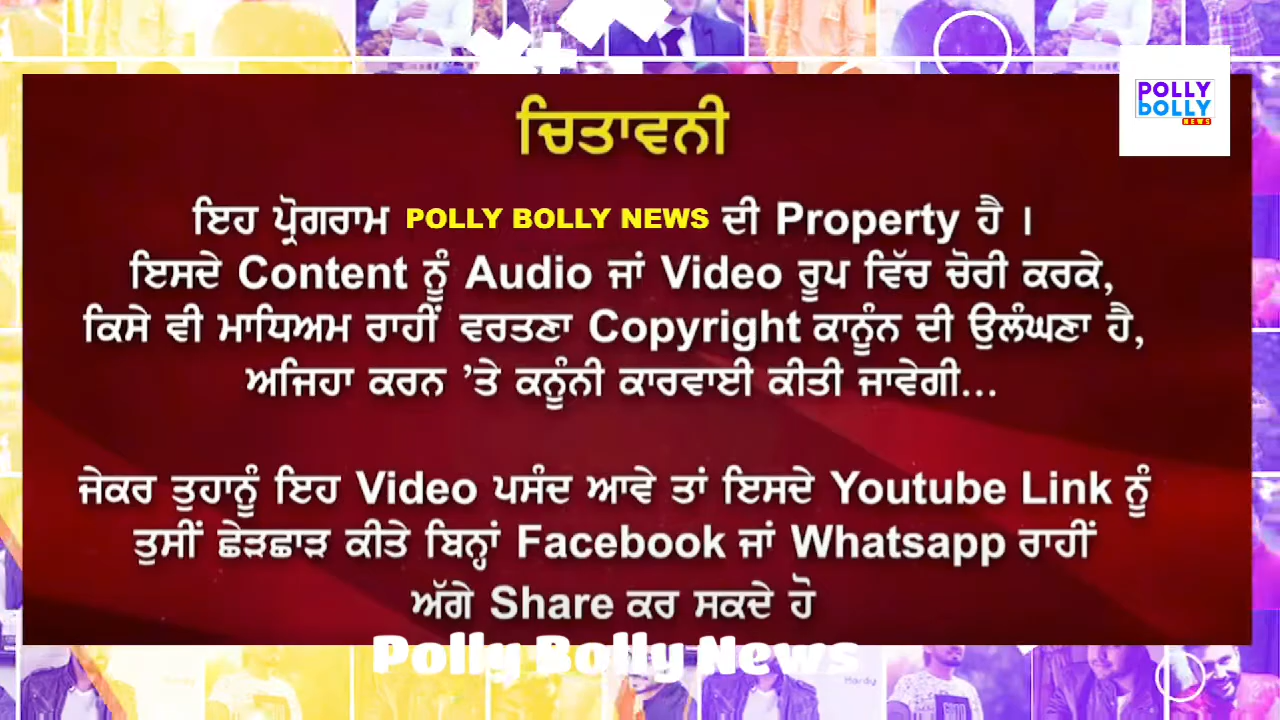 POLLY
BOLLY
NEWS
ਚਿਤਾਵਨੀ
ਇਹ ਪ੍ਰੋਗਰਾਮ POLLY BOLLY NEWS ਦੀ Property ਹੈ ।
ਇਸਦੇ Content ਨੂੰ Audio ਜਾਂ Video ਰੂਪ ਵਿੱਚ ਚੋਰੀ ਕਰਕੇ,
ਕਿਸੇ ਵੀ ਮਾਧਿਅਮ ਰਾਹੀਂ ਵਰਤਣਾ Copyright ਕਾਨੂੰਨ ਦੀ ਉਲੰਘਣਾ ਹੈ,
ਅਜਿਹਾ ਕਰਨ ’ਤੇ ਕਨੂੰਨੀ ਕਾਰਵਾਈ ਕੀਤੀ ਜਾਵੇਗੀ...
ਜੇਕਰ ਤੁਹਾਨੂੰ ਇਹ Video ਪਸੰਦ ਆਵੇ ਤਾਂ ਇਸਦੇ Youtube Link ਨੂੰ
ਤੁਸੀਂ ਛੇੜਛਾੜ ਕੀਤੇ ਬਿਨ੍ਹਾਂ Facebook ਜਾਂ Whatsapp ਰਾਹੀਂ
ਅੱਗੇ Share ਕਰ ਸਕਦੇ ਹੋ
Polly Bolly News
Hardy